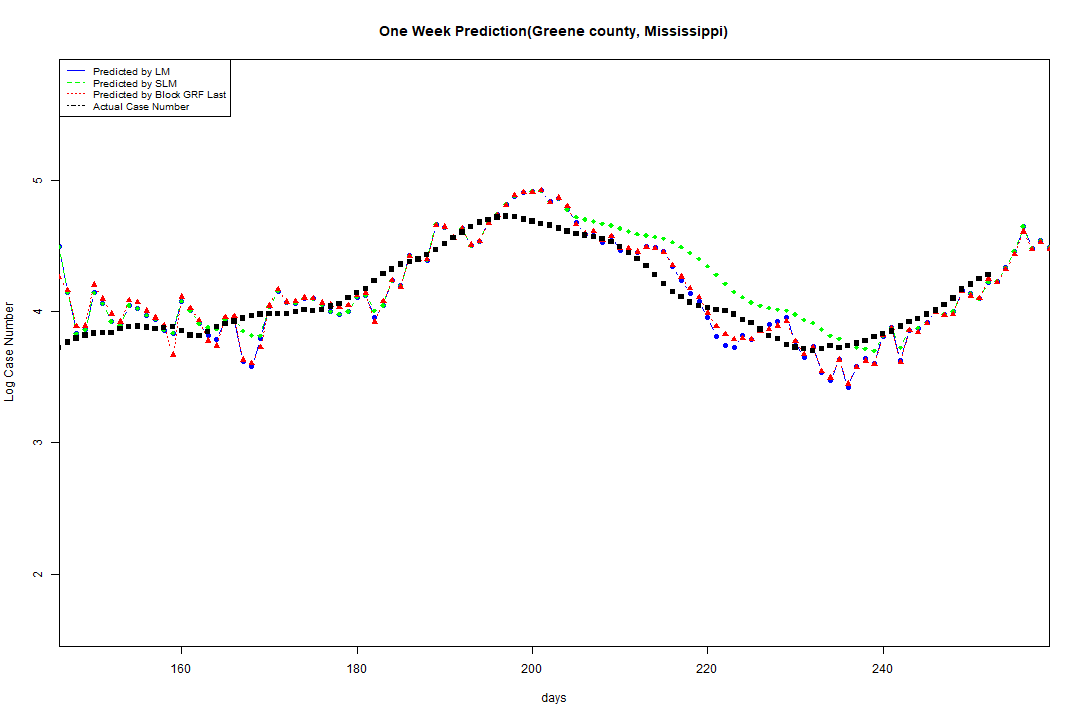 One Week Prediction(Greene county, Mississippi)
Predicted by LM
Predicted by SLM
Predicted by Block GRF Last
Actual Case Number
5
4
3
2
Log Case Number
160 180 200 220 240
days